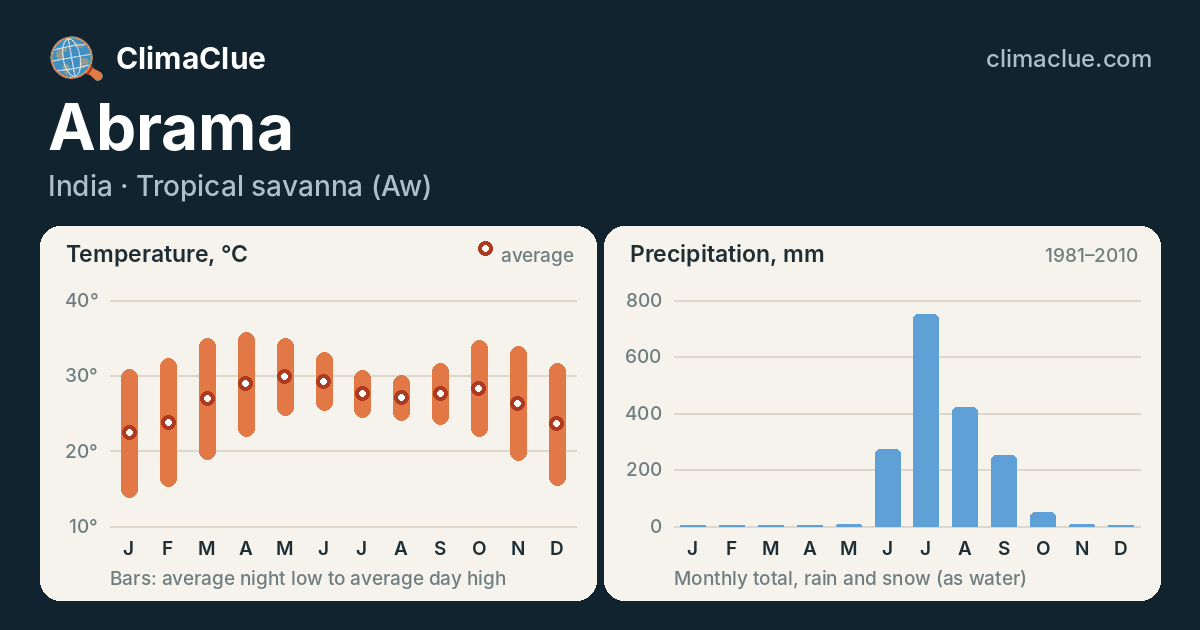 ClimaClue
climaclue.com
Abrama
India · Tropical savanna (Aw)
Temperature, °C
average
40°
30°
20°
10°
J F M A M J J A S O N D
Bars: average night low to average day high
Precipitation, mm
1981–2010
800
600
400
200
0
J F M A M J J A S O N D
Monthly total, rain and snow (as water)